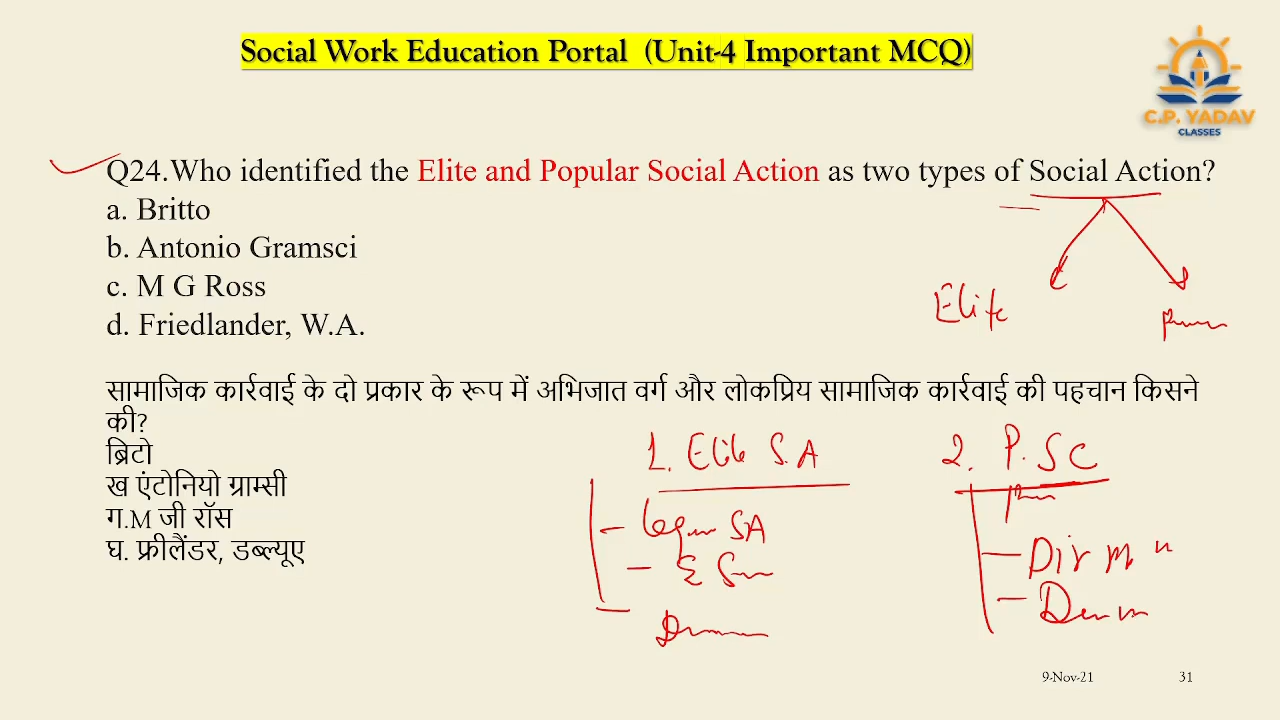 Social Work Education Portal (Unit-4 Important MCQ)
C.P. YADAV
CLASSES
Q24.Who identified the Elite and Popular Social Action as two types of Social Action?
a. Britto
b. Antonio Gramsci
c. M G Ross
d. Friedlander, W.A.
Elite
सामाजिक कार्रवाई के दो प्रकार के रूप में अभिजात वर्ग और लोकप्रिय सामाजिक कार्रवाई की पहचान किसने
की?
ब्रिटो
ख एंटोनियो ग्राम्सी
ग.M जी रॉस
घ. फ्रीलैंडर, डब्ल्यूए
1. Elite S.A
2. P.SC
SA
Dir M
9-Nov-21
31